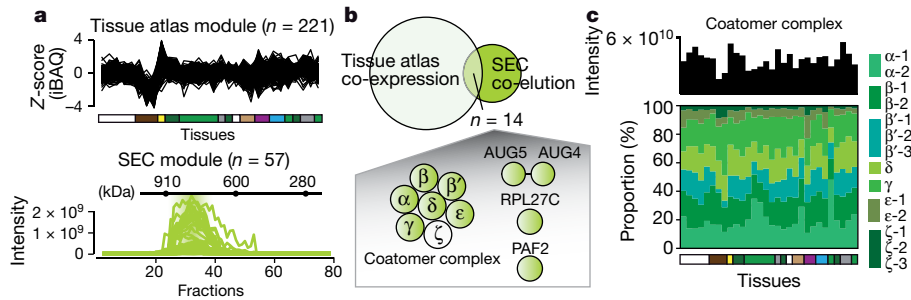 a
Tissue atlas module (n = 221)
Z-score
(iBAQ)
4
0
−4
Tissues
SEC module (n = 57)
(kDa)
910
600
280
Intensity
2 × 10⁹
1 × 10⁹
0
20
40
60
80
Fractions
b
Tissue atlas
co-expression
SEC
co-elution
n = 14
β
β′
α
δ
ε
γ
ζ
Coatomer complex
AUG5
AUG4
RPL27C
PAF2
c
Coatomer complex
6 × 10¹⁰
Intensity
Proportion (%)
100
80
60
40
20
0
Tissues
α-1
α-2
β-1
β-2
β′-1
β′-2
β′-3
δ
γ
ε-1
ε-2
ζ-1
ζ-2
ζ-3